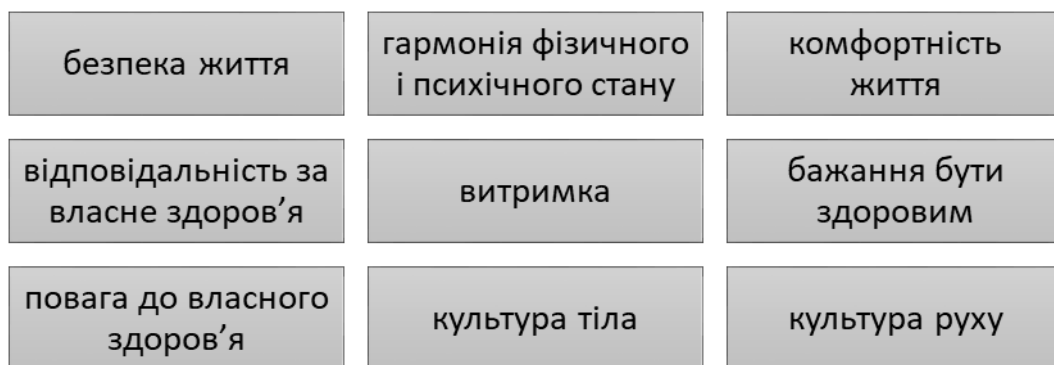 безпека життя
гармонія фізичного
і психічного стану
комфортність
життя
відповідальність за
власне здоров’я
витримка
бажання бути
здоровим
повага до власного
здоров’я
культура тіла
культура руху